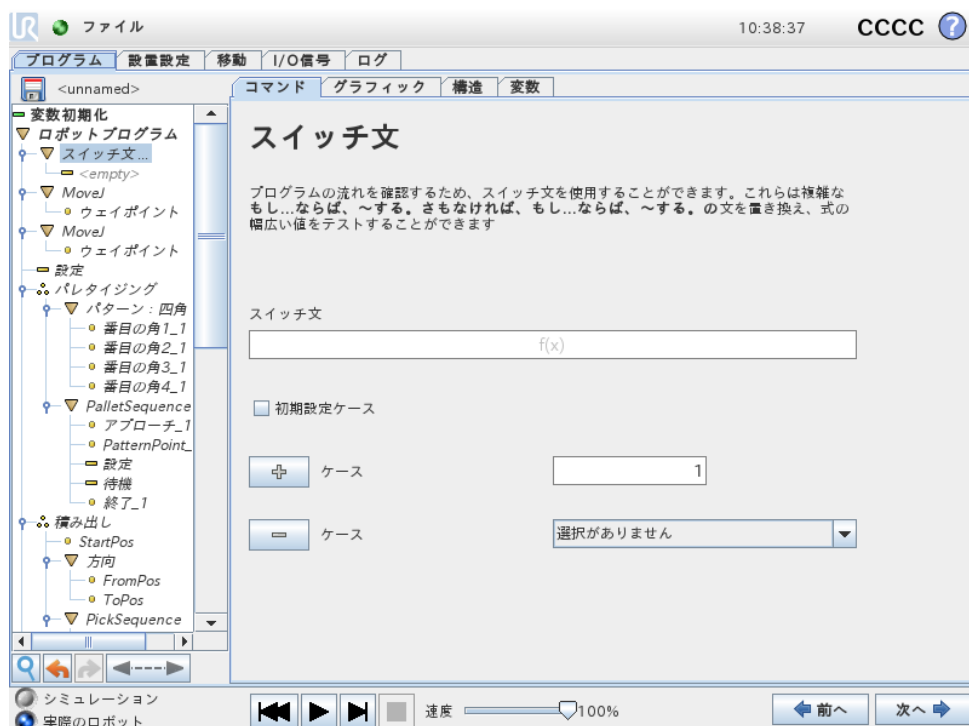 UR ファイル 10:38:37 CCCC ?
プログラム 設置設定 移動 I/O信号 ログ
<unnamed>
コマンド グラフィック 構造 変数
変数初期化
ロボットプログラム
スイッチ文...
<empty>
MoveJ
ウェイポイント
MoveJ
ウェイポイント
設定
パレタイジング
パターン：四角
番目の角1_1
番目の角2_1
番目の角3_1
番目の角4_1
PalletSequence
アプローチ_1
PatternPoint_
設定
待機
終了_1
積み出し
StartPos
方向
FromPos
ToPos
PickSequence
スイッチ文
プログラムの流れを確認するため、スイッチ文を使用することができます。これらは複雑な
もし...ならば、～する。さもなければ、もし...ならば、～する。の文を置き換え、式の
幅広い値をテストすることができます
スイッチ文
f(x)
初期設定ケース
ケース 1
ケース 選択がありません
シミュレーション
実際のロボット
速度 100%
前へ 次へ